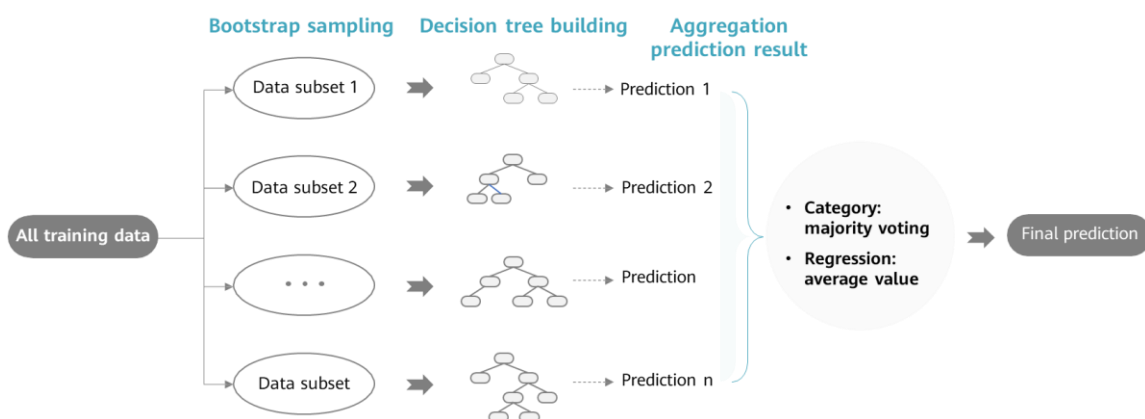 Bootstrap sampling
Decision tree building
Aggregation
prediction result
Data subset 1
Prediction 1
Data subset 2
Prediction 2
All training data
• • •
Prediction
Data subset
Prediction n
• Category:
majority voting
• Regression:
average value
Final prediction